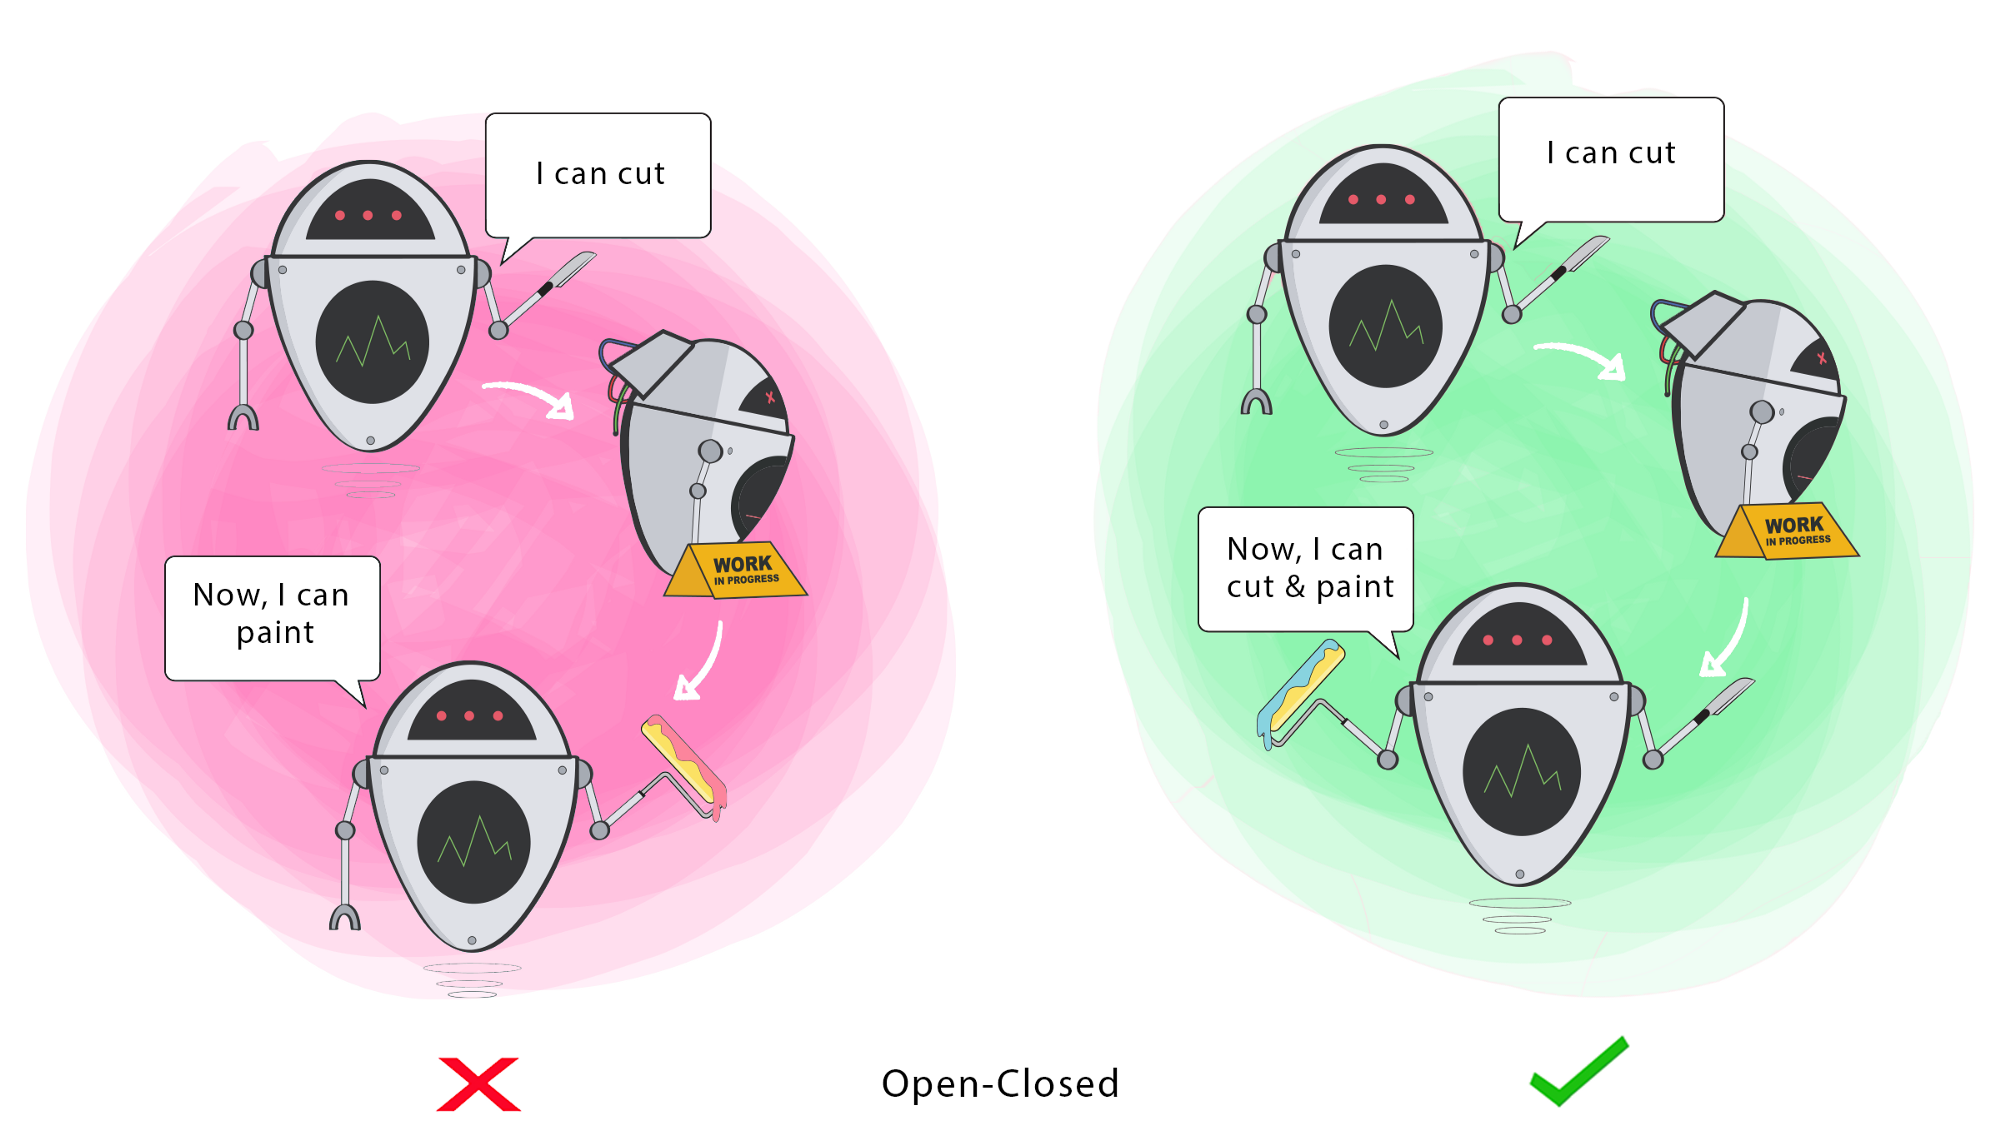 I can cut
WORK
IN PROGRESS
Now, I can
paint
I can cut
WORK
IN PROGRESS
Now, I can
cut & paint
Open-Closed